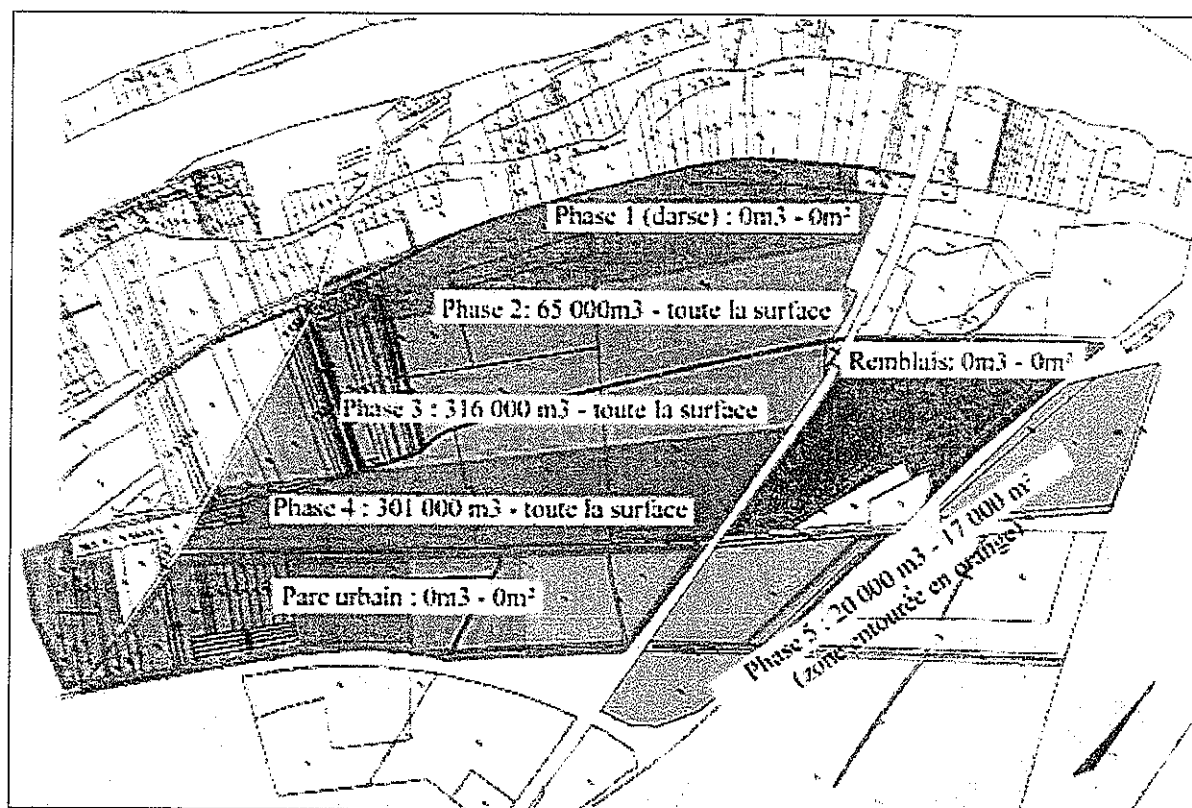 Phase 1 (darse) : 0m3 - 0m²
Phase 2: 65 000m3 - toute la surface
Remblais: 0m3 - 0m²
Phase 3 : 316 000 m3 - toute la surface
Phase 4 : 301 000 m3 - toute la surface
Parc urbain : 0m3 - 0m²
Phase 5 : 20 000 m3 - 17 000 m²
(zone entourée en orange)